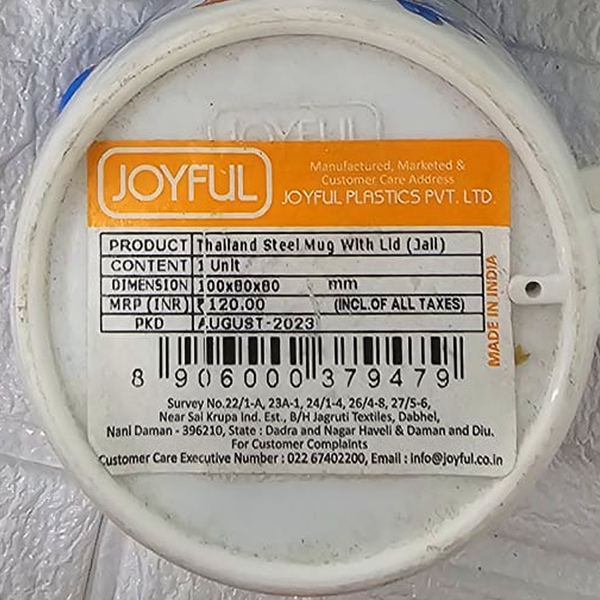 JOYFUL
JOYFUL
Manufactured, Marketed &
Customer Care Address
JOYFUL PLASTICS PVT. LTD.
PRODUCT Thailand Steel Mug With Lid (Jali)
CONTENT 1 Unit
DIMENSION 100x80x80 mm
MRP (INR) ₹ 120.00 (INCL.OF ALL TAXES)
PKD AUGUST-2023
MADE IN INDIA
8 906000 379479
Survey No.22/1-A, 23A-1, 24/1-4, 26/4-8, 27/5-6,
Near Sai Krupa Ind. Est., B/H Jagruti Textiles, Dabhel,
Nani Daman - 396210, State : Dadra and Nagar Haveli & Daman and Diu.
For Customer Complaints
Customer Care Executive Number : 022 67402200, Email : info@joyful.co.in